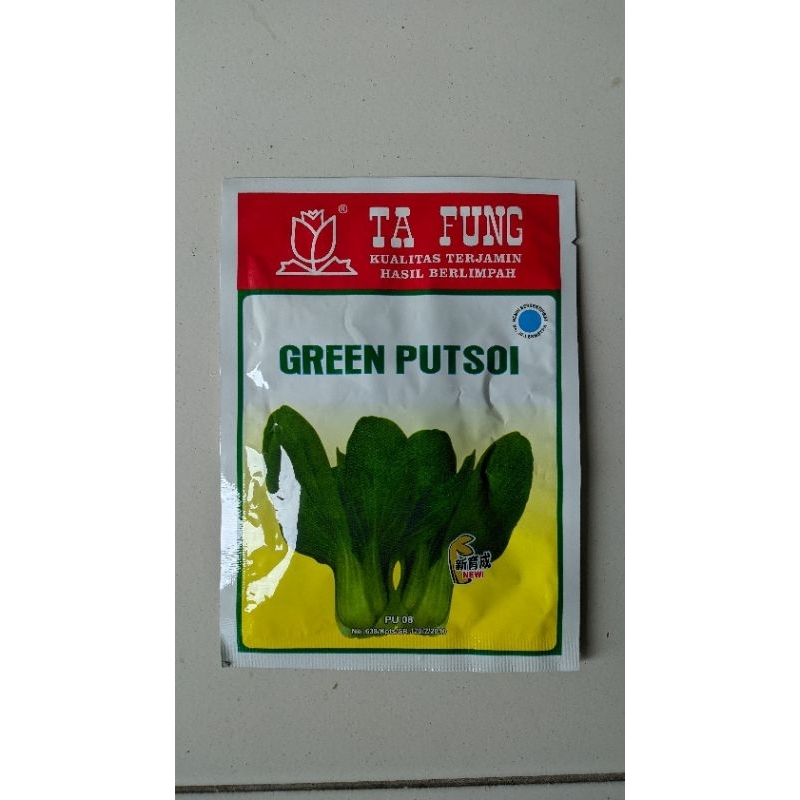 ®
TA FUNG
KUALITAS TERJAMIN
HASIL BERLIMPAH
GREEN PUTSOI
新育成
NEW!
PU 08